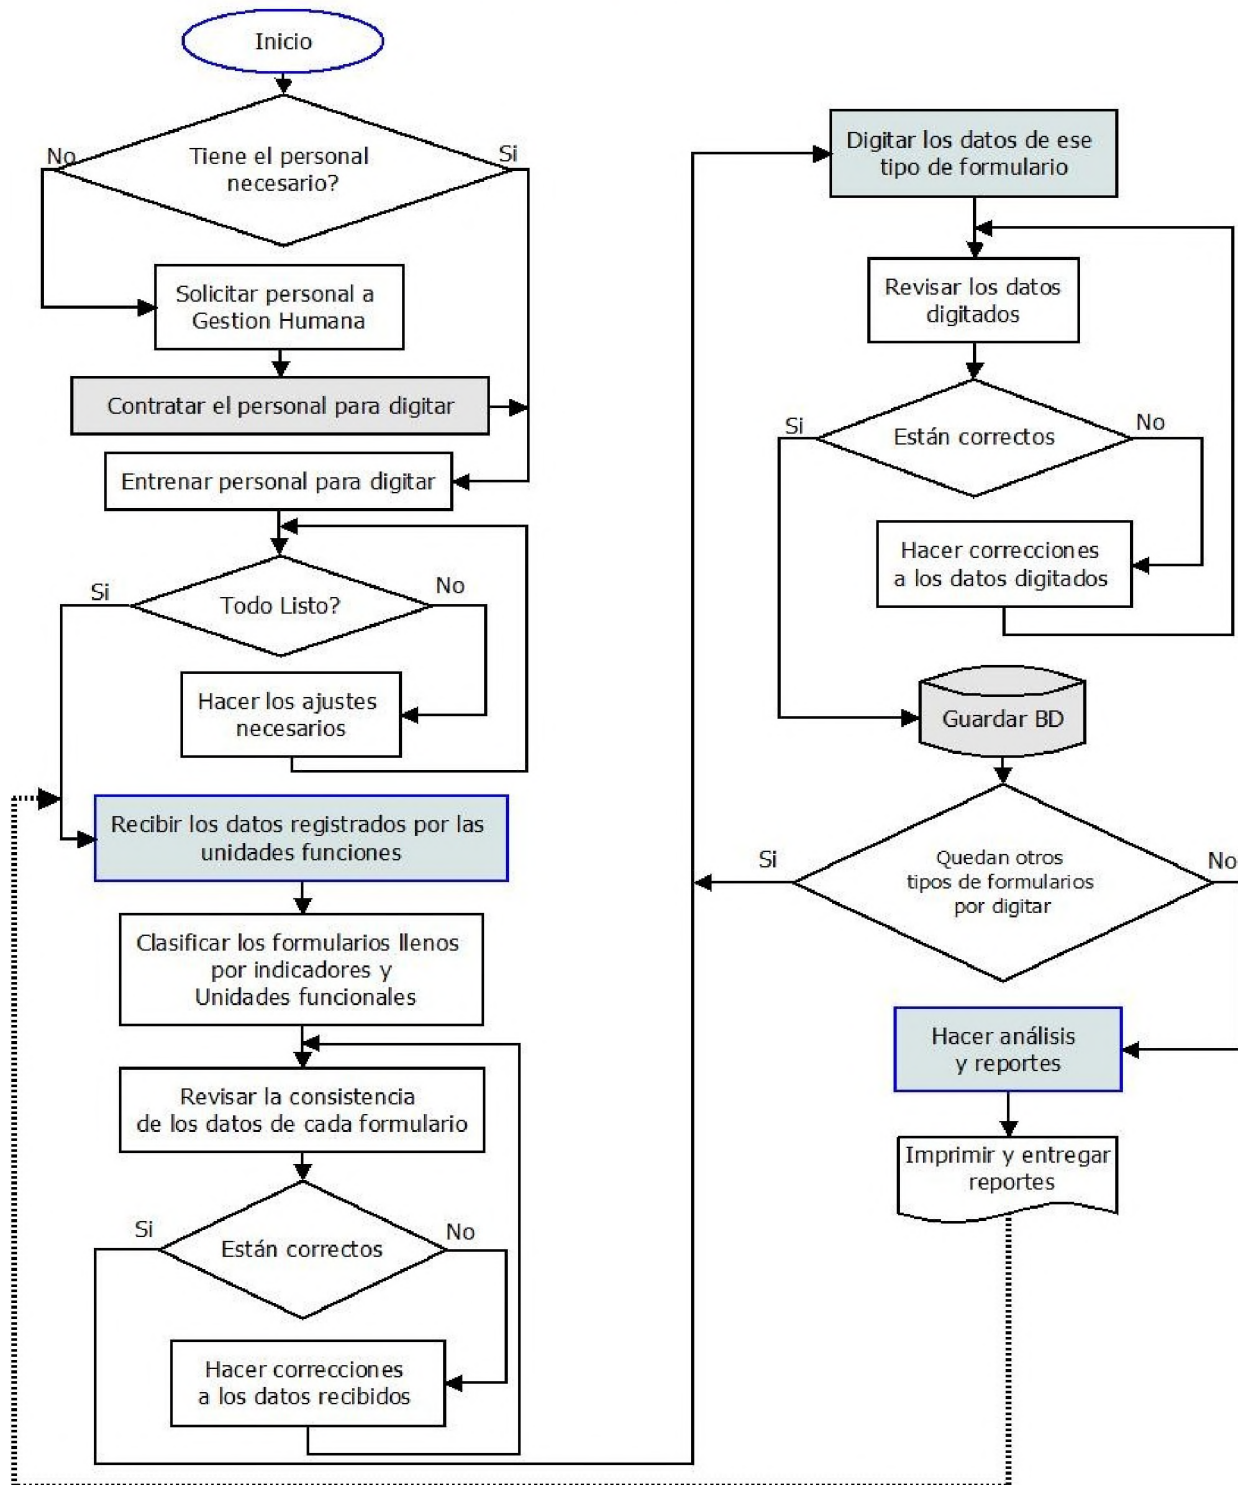 Inicio
Tiene el personal
necesario?
No
Si
Solicitar personal a
Gestion Humana
Contratar el personal para digitar
Entrenar personal para digitar
Si
Todo Listo?
No
Hacer los ajustes
necesarios
Recibir los datos registrados por las
unidades funciones
Clasificar los formularios llenos
por indicadores y
Unidades funcionales
Revisar la consistencia
de los datos de cada formulario
Si
Están correctos
No
Hacer correcciones
a los datos recibidos
Digitar los datos de ese
tipo de formulario
Revisar los datos
digitados
Si
Están correctos
No
Hacer correcciones
a los datos digitados
Guardar BD
Si
Quedan otros
tipos de formularios
por digitar
No
Hacer análisis
y reportes
Imprimir y entregar
reportes